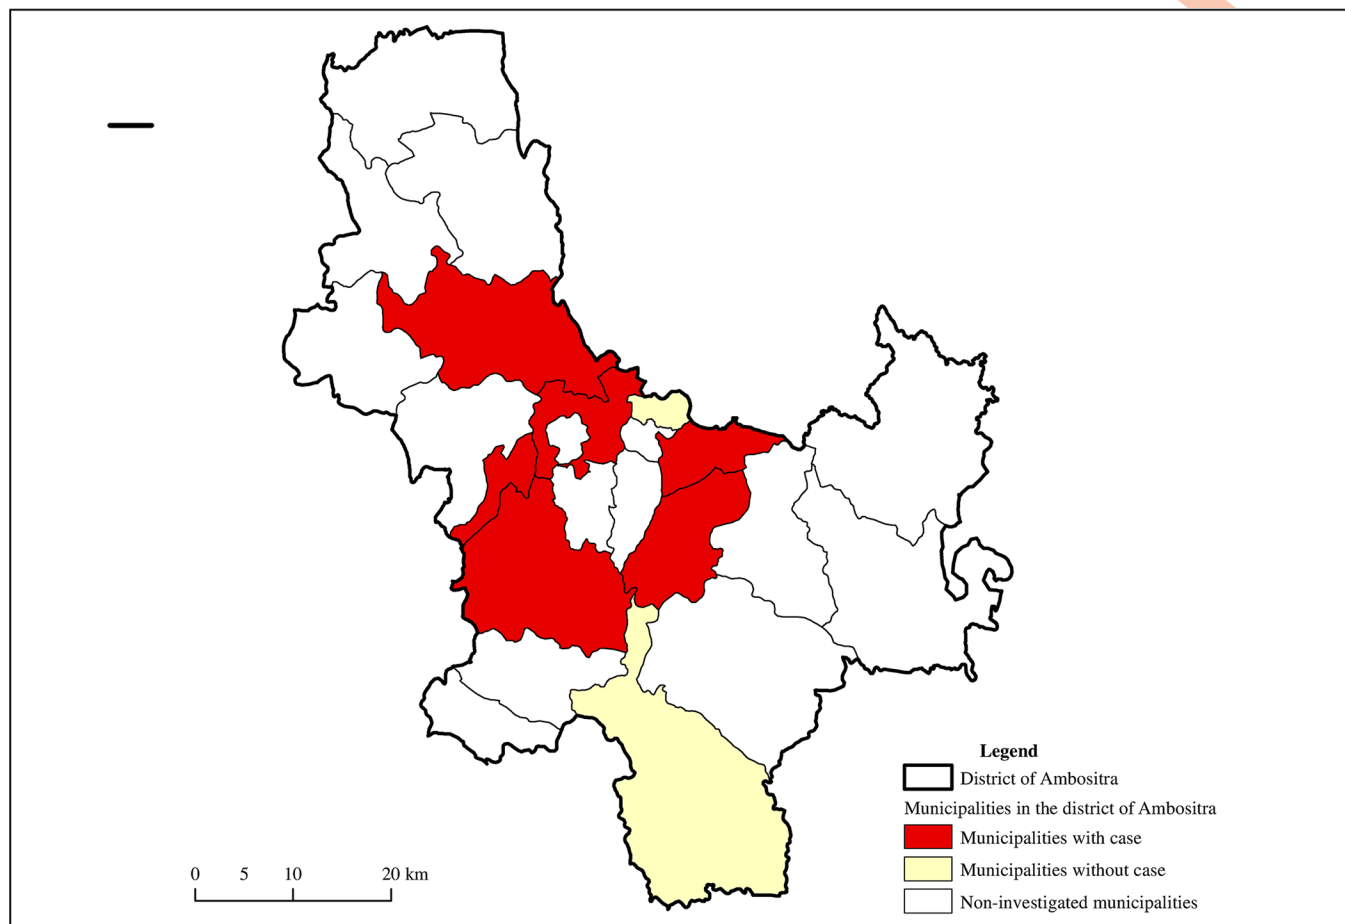 Legend
District of Ambositra
Municipalities in the district of Ambositra
Municipalities with case
Municipalities without case
Non-investigated municipalities
0 5 10 20 km